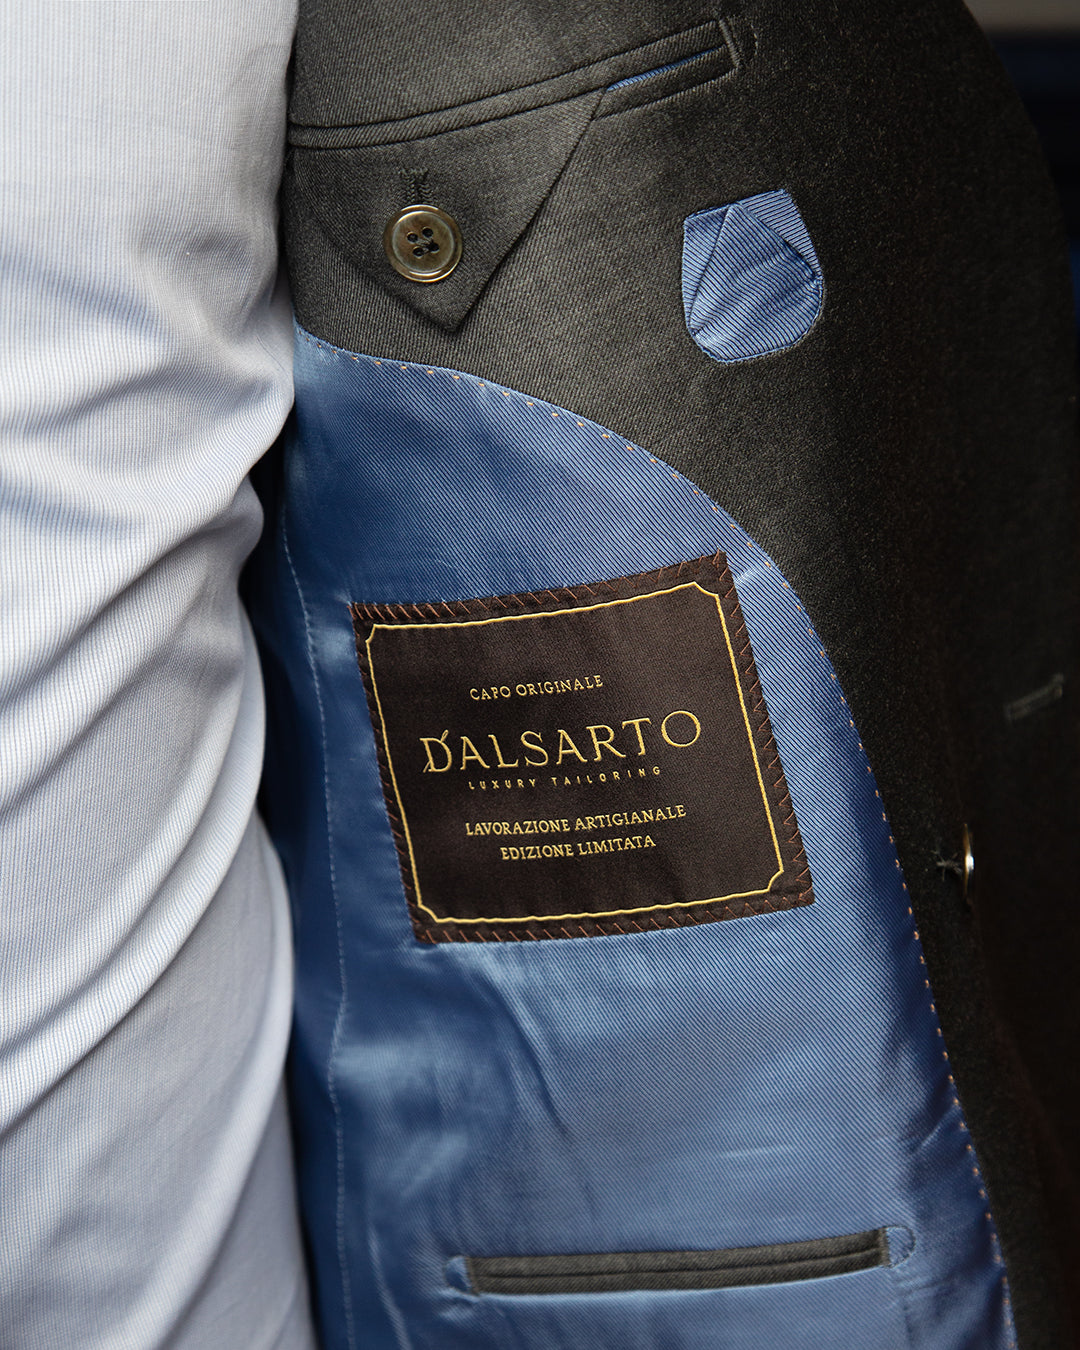 CAPO ORIGINALE
D'ALSARTO
LUXURY TAILORING
LAVORAZIONE ARTIGIANALE
EDIZIONE LIMITATA